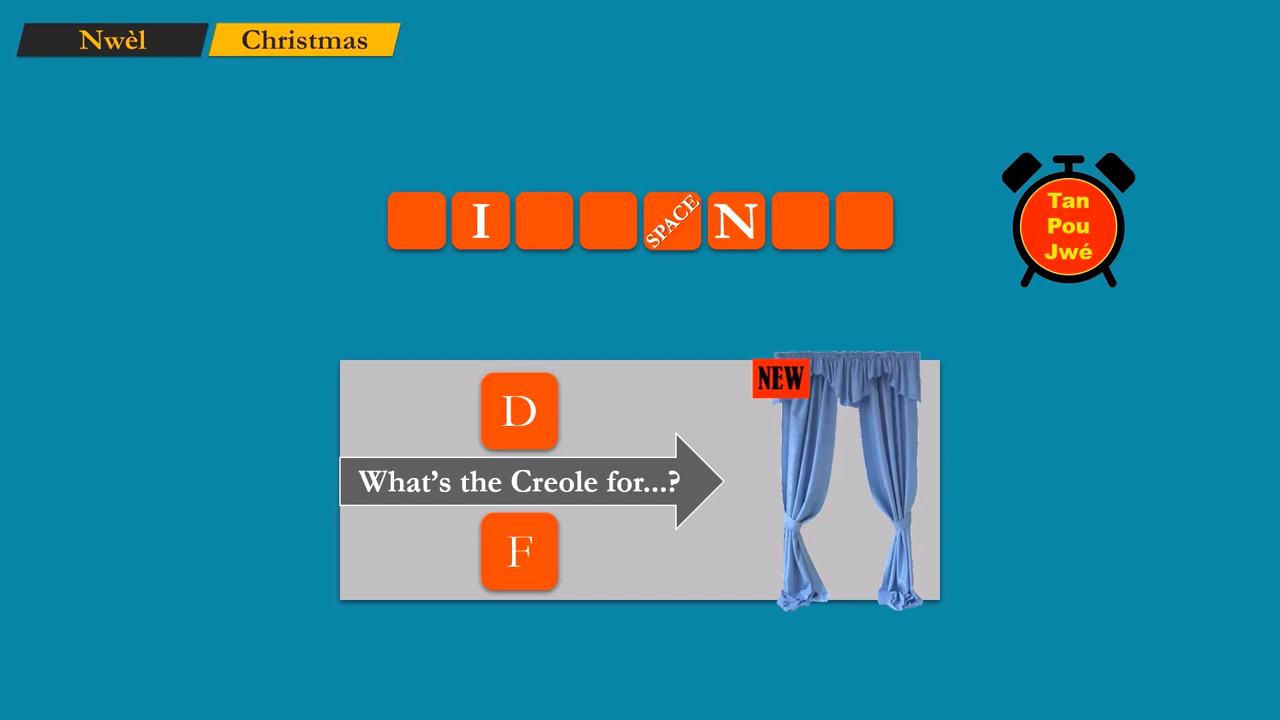 Nwèl
Christmas
I
SPACE
N
Tan
Pou
Jwé
NEW
D
What's the Creole for...?
F